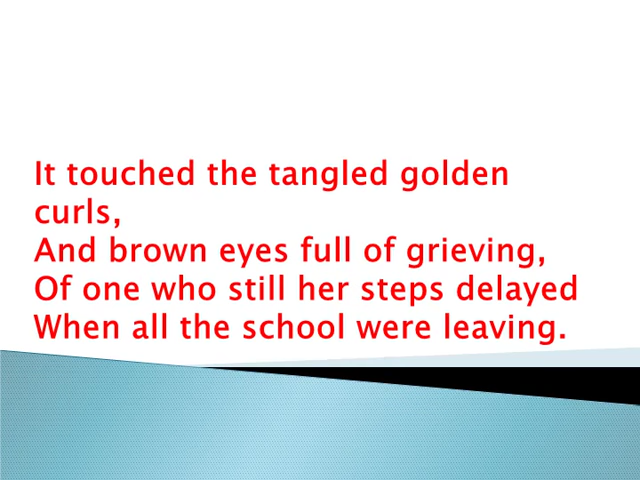 It touched the tangled golden
curls,
And brown eyes full of grieving,
Of one who still her steps delayed
When all the school were leaving.